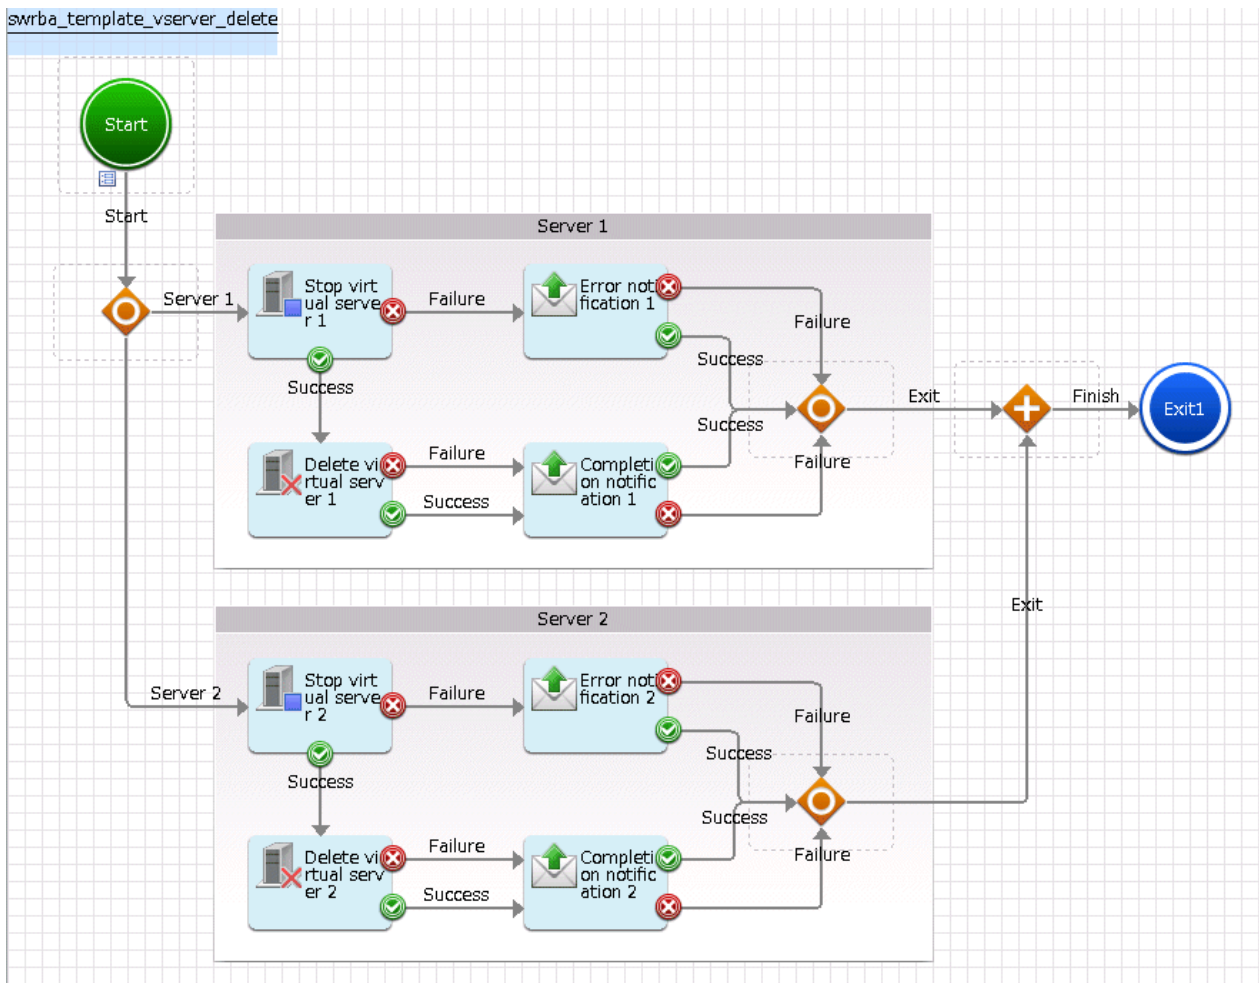 swrba_template_vserver_delete
Start
Start
Server 1
Server 1
Stop virt
ual serve
r 1
Failure
Error noti
fication 1
Failure
Success
Success
Success
Failure
Delete vi
rtual serv
er 1
Failure
Success
Completi
on notific
ation 1
Exit
Finish
Exit1
Exit
Server 2
Server 2
Stop virt
ual serve
r 2
Failure
Error not
fication 2
Failure
Success
Success
Success
Failure
Delete vi
rtual serv
er 2
Failure
Success
Completi
on notific
ation 2